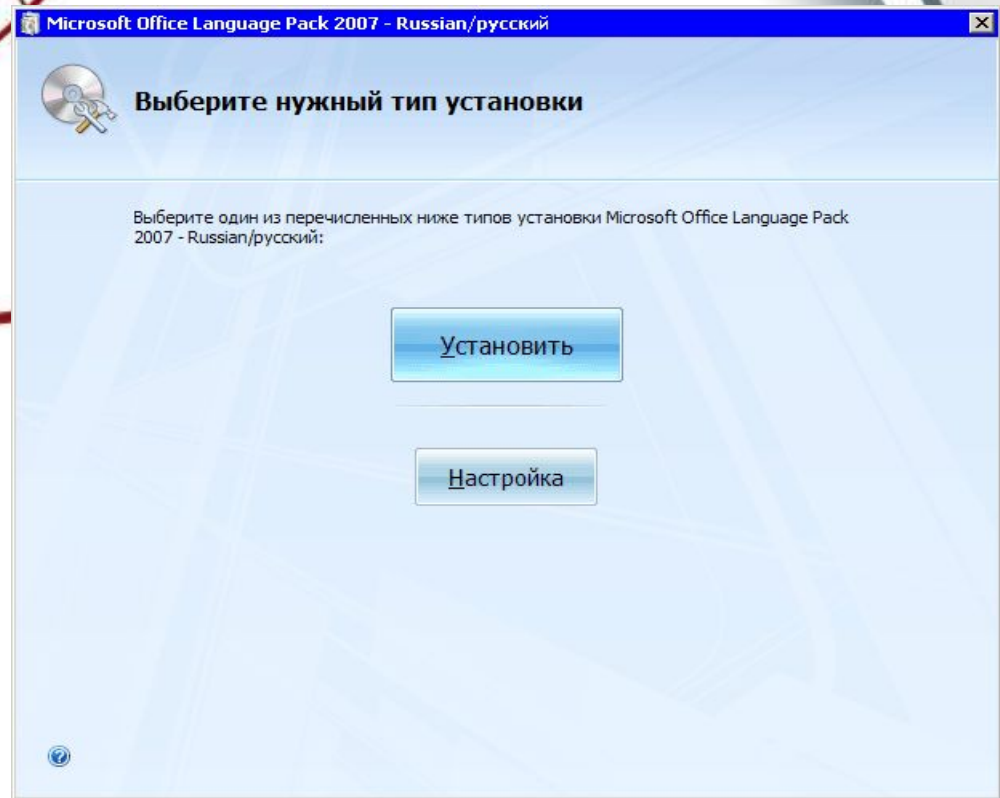 Microsoft Office Language Pack 2007 - Russian/русский
Выберите нужный тип установки
Выберите один из перечисленных ниже типов установки Microsoft Office Language Pack
2007 - Russian/русский:
Установить
Настройка